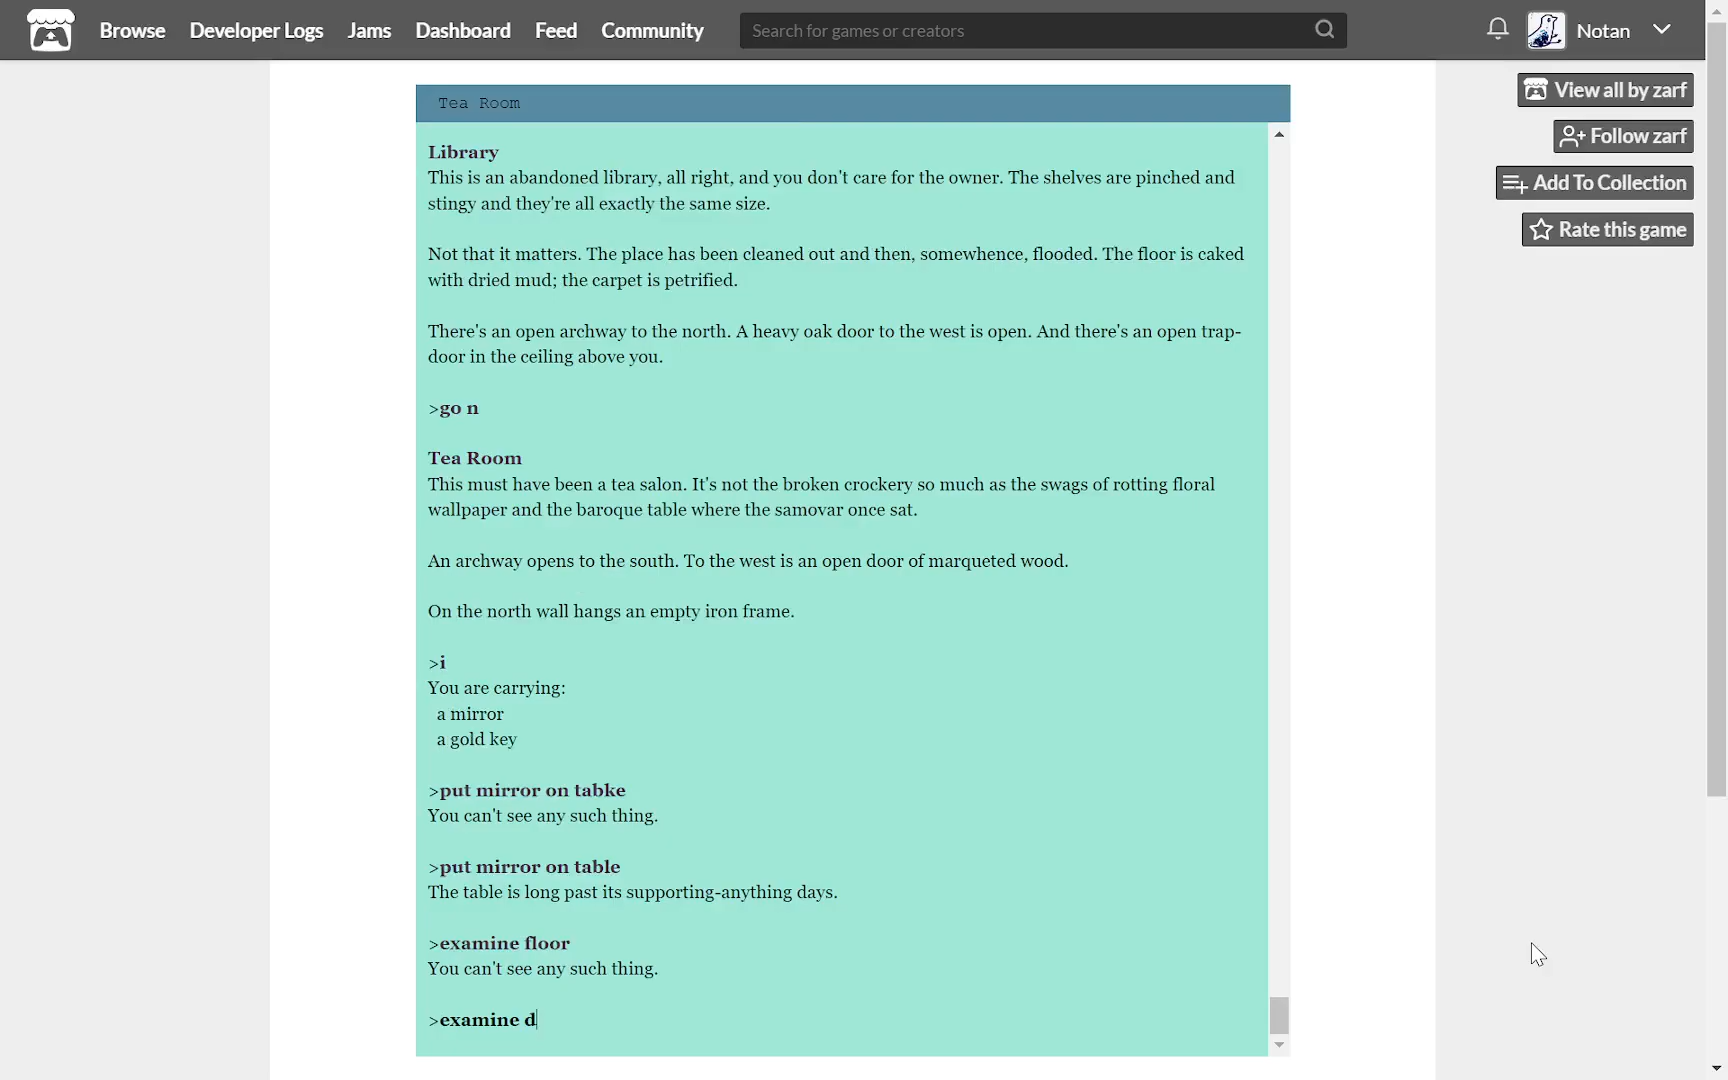 Browse Developer Logs Jams Dashboard Feed Community Search for games or creators Notan
View all by zarf
Follow zarf
Add To Collection
Rate this game
Tea Room
Library
This is an abandoned library, all right, and you don't care for the owner. The shelves are pinched and
stingy and they're all exactly the same size.
Not that it matters. The place has been cleaned out and then, somewhence, flooded. The floor is caked
with dried mud; the carpet is petrified.
There's an open archway to the north. A heavy oak door to the west is open. And there's an open trap-
door in the ceiling above you.
>go n
Tea Room
This must have been a tea salon. It's not the broken crockery so much as the swags of rotting floral
wallpaper and the baroque table where the samovar once sat.
An archway opens to the south. To the west is an open door of marqueted wood.
On the north wall hangs an empty iron frame.
>i
You are carrying:
a mirror
a gold key
>put mirror on tabke
You can't see any such thing.
>put mirror on table
The table is long past its supporting-anything days.
>examine floor
You can't see any such thing.
>examine d